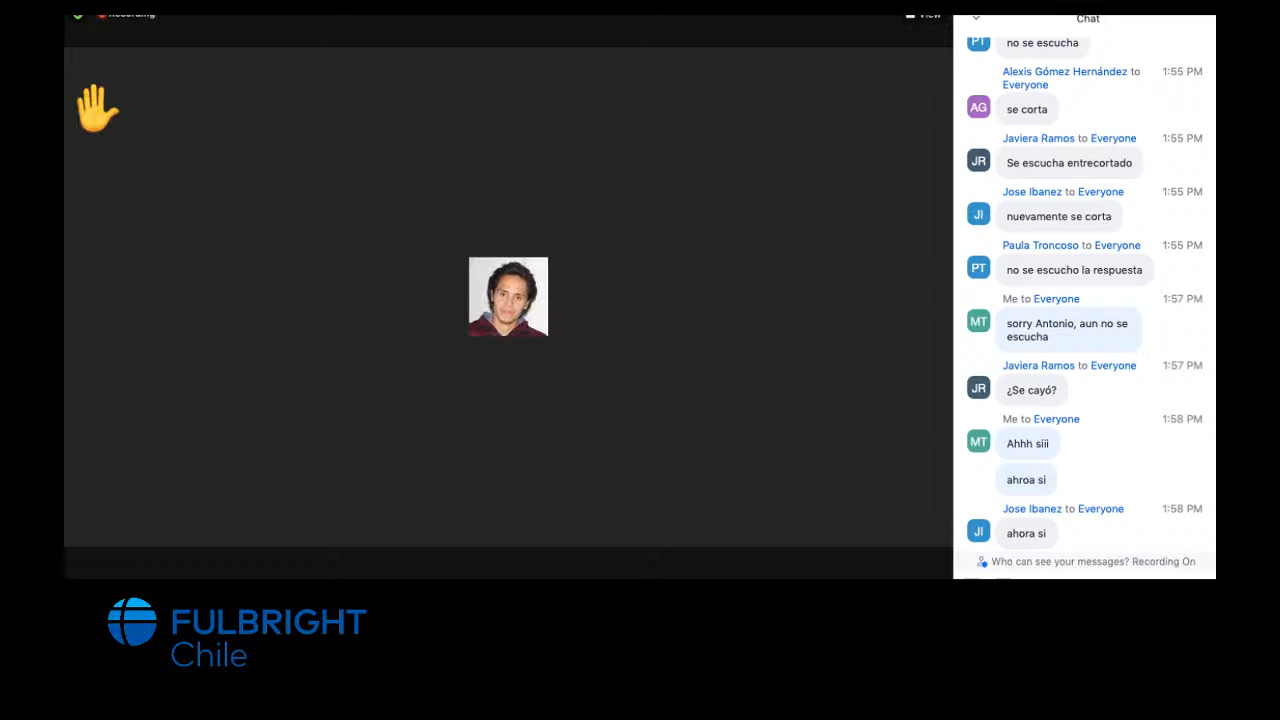 Recording
View
Chat
PT
no se escucha
Alexis Gómez Hernández to
Everyone
1:55 PM
AG
se corta
Javiera Ramos to Everyone
1:55 PM
JR
Se escucha entrecortado
Jose Ibanez to Everyone
1:55 PM
JI
nuevamente se corta
Paula Troncoso to Everyone
1:55 PM
PT
no se escucho la respuesta
Me to Everyone
1:57 PM
MT
sorry Antonio, aun no se
escucha
Javiera Ramos to Everyone
1:57 PM
JR
¿Se cayó?
Me to Everyone
1:58 PM
MT
Ahhh siii
ahroa si
Jose Ibanez to Everyone
1:58 PM
JI
ahora si
Who can see your messages? Recording On
FULBRIGHT
Chile